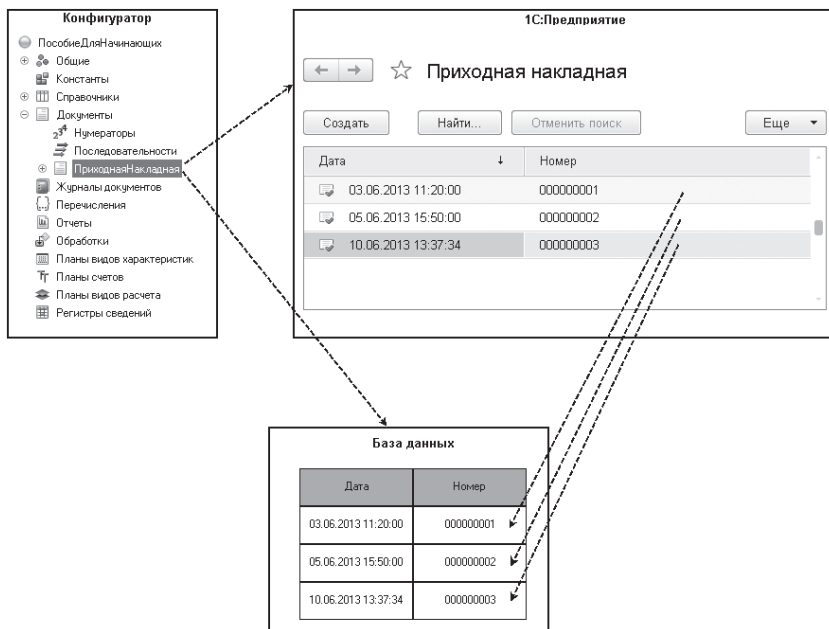 Конфигуратор
ПособиеДляНачинающих
Общие
Константы
Справочники
Документы
Нумераторы
Последовательности
ПриходнаяНакладная
Журналы документов
Перечисления
Отчеты
Обработки
Планы видов характеристик
Планы счетов
Планы видов расчета
Регистры сведений
1С:Предприятие
Приходная накладная
Создать Найти... Отменить поиск Еще
Дата Номер
03.06.2013 11:20:00 000000001
05.06.2013 15:50:00 000000002
10.06.2013 13:37:34 000000003
База данных
Дата Номер
03.06.2013 11:20:00 000000001
05.06.2013 15:50:00 000000002
10.06.2013 13:37:34 000000003